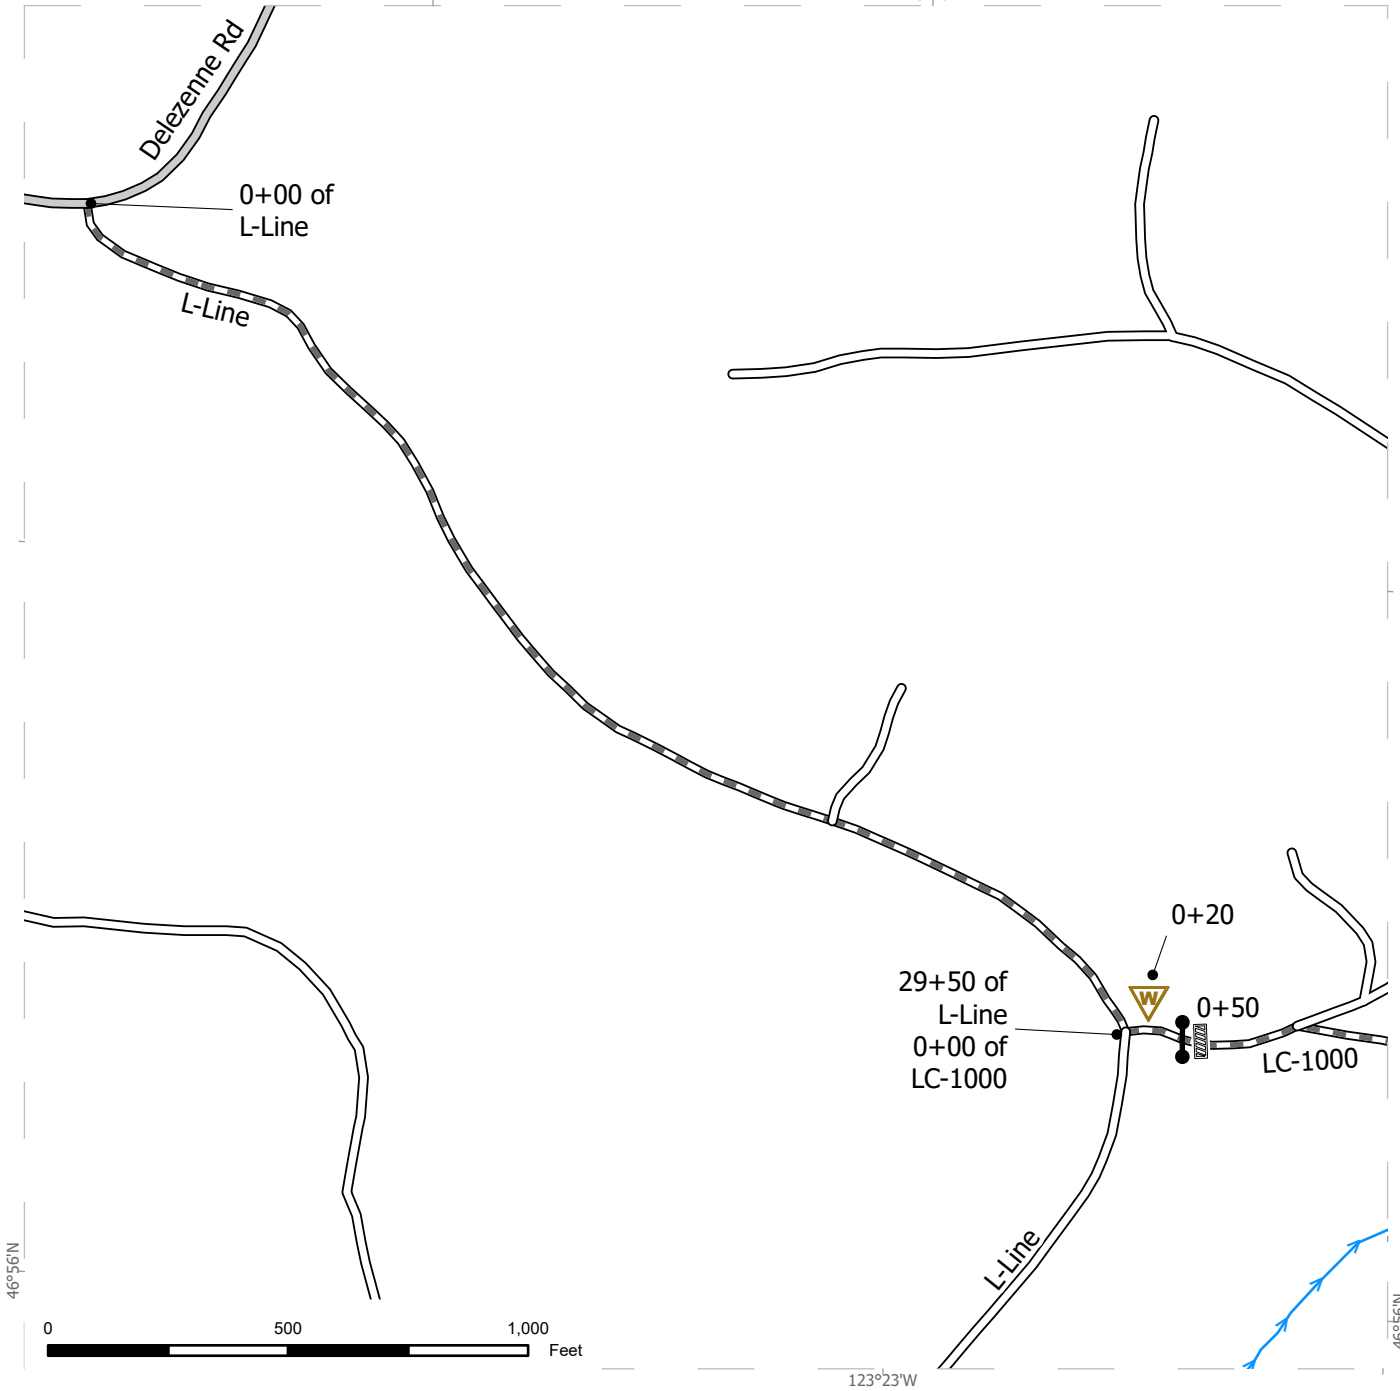 Delezenne Rd
0+00 of
L-Line
L-Line
0+20
W
29+50 of
L-Line
0+00 of
LC-1000
0+50
LC-1000
L-Line
46°56'N
46°56'N
0 500 1,000
Feet
123°23'W